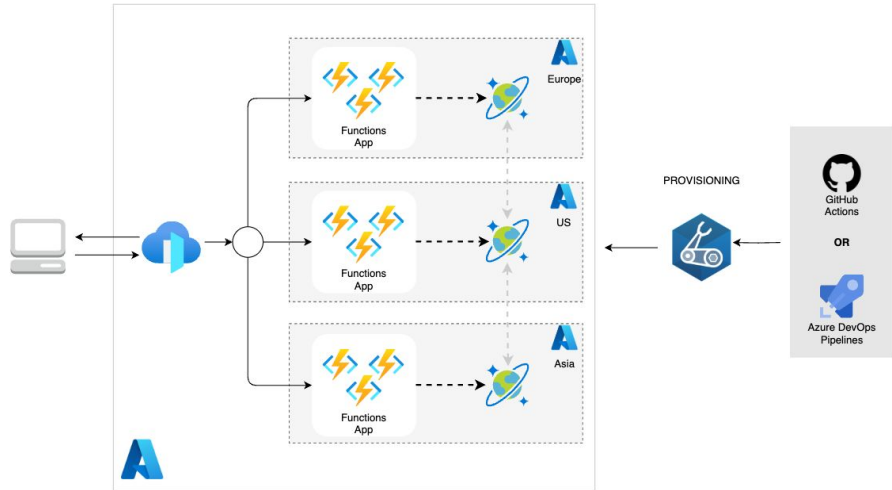 Europe
Functions
App
PROVISIONING
GitHub
Actions
US
Functions
App
OR
Azure DevOps
Pipelines
Asia
Functions
App